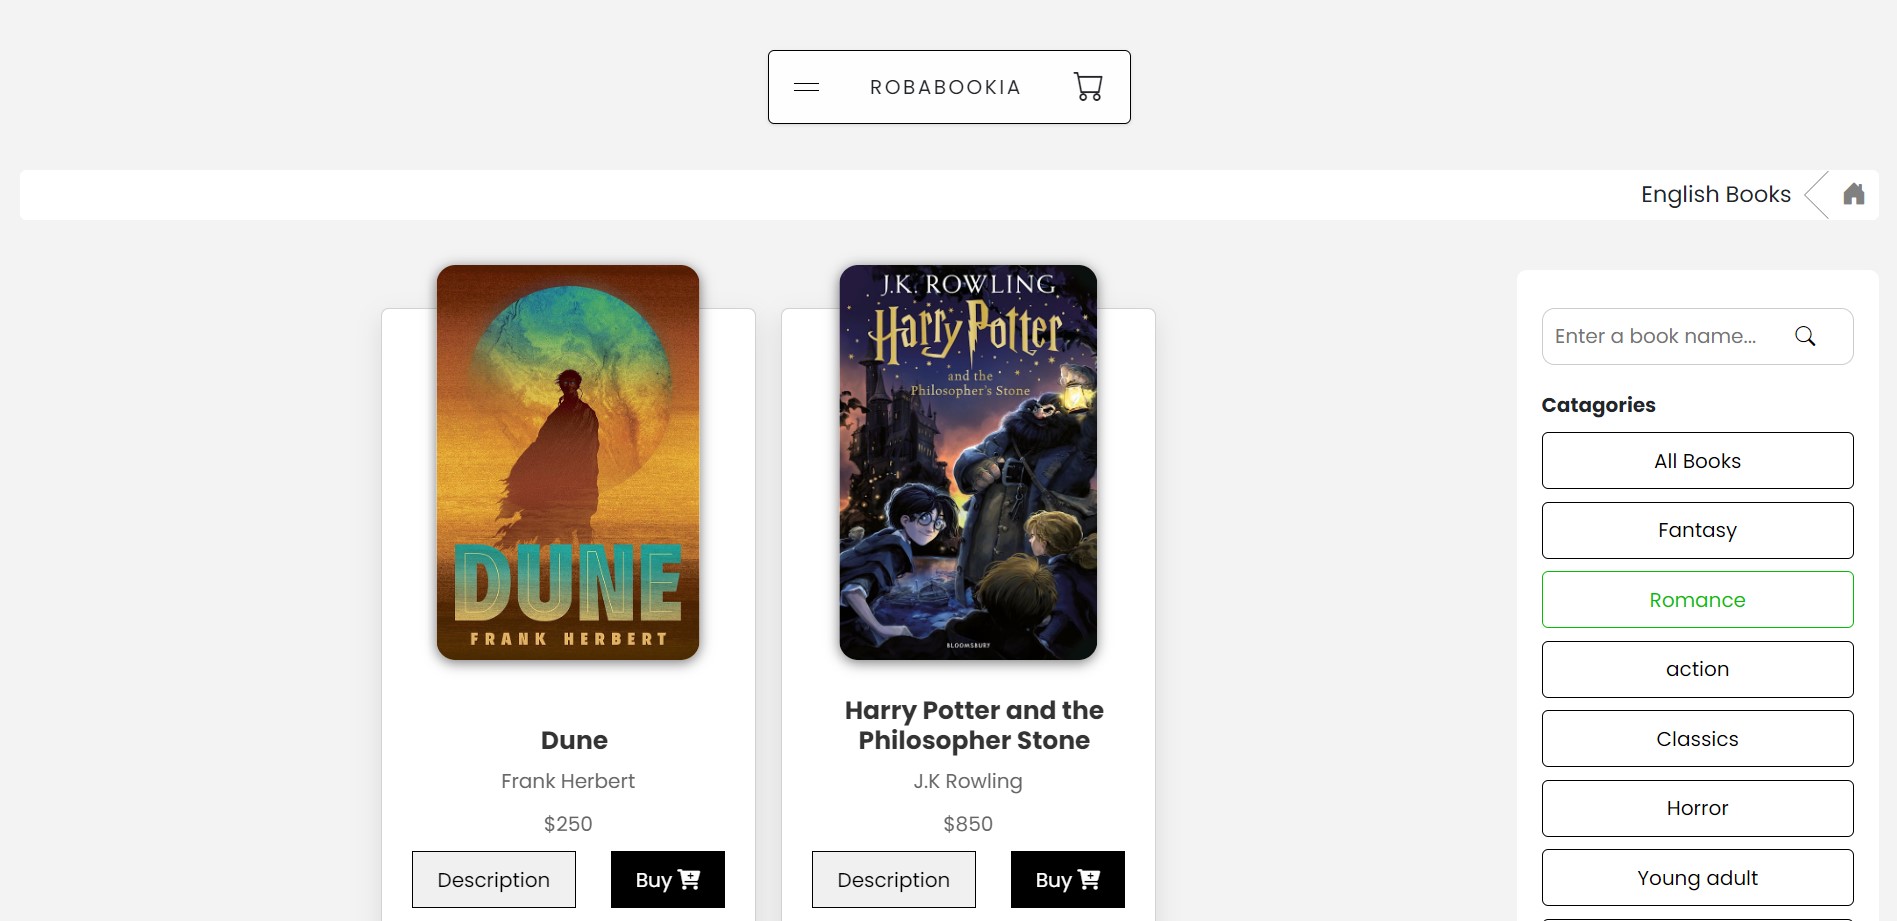 ROBABOOKIA
English Books
DUNE
FRANK HERBERT
Dune
Frank Herbert
$250
Description
Buy
J.K. ROWLING
Harry Potter
and the
Philosopher's Stone
BLOOMSBURY
Harry Potter and the
Philosopher Stone
J.K Rowling
$850
Description
Buy
Enter a book name...
Catagories
All Books
Fantasy
Romance
action
Classics
Horror
Young adult